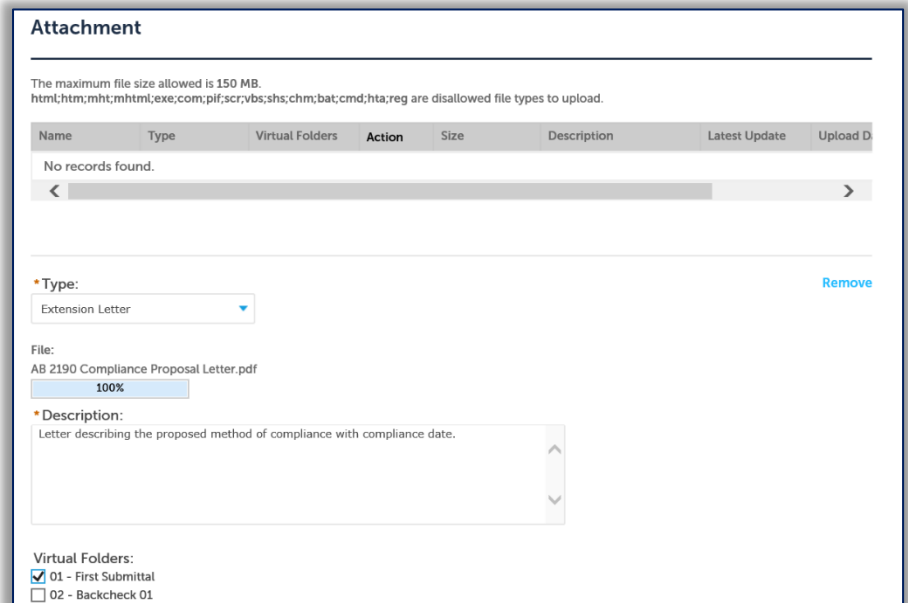 Attachment
The maximum file size allowed is 150 MB.
html;htm;mht;mhtml;exe;com;pif;scr;vbs;shs;chm;bat;cmd;hta;reg are disallowed file types to upload.
Name Type Virtual Folders Action Size Description Latest Update Upload D
No records found.
*Type: Remove
Extension Letter
File:
AB 2190 Compliance Proposal Letter.pdf
100%
*Description:
Letter describing the proposed method of compliance with compliance date.
Virtual Folders:
01 - First Submittal
02 - Backcheck 01